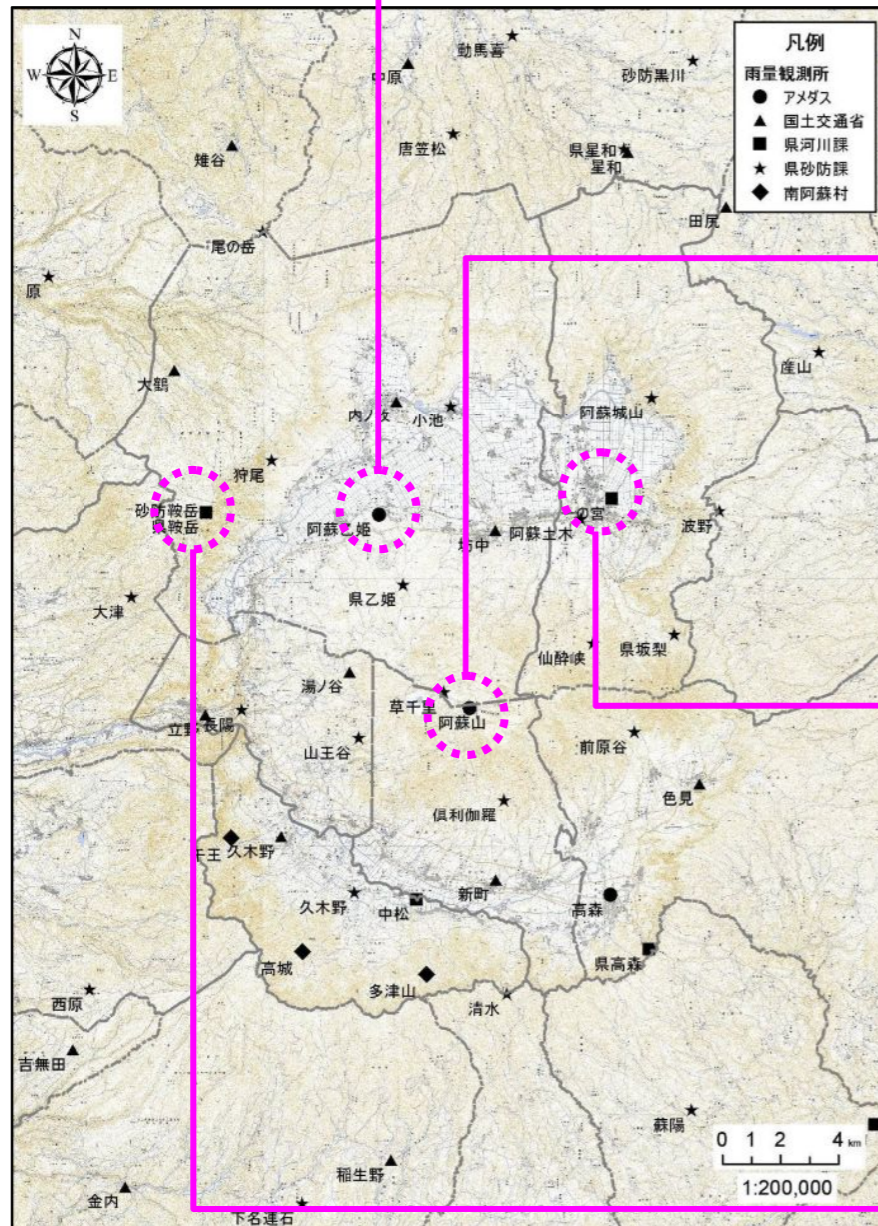 N
W
E
S
凡例
雨量観測所
アメダス
国土交通省
県河川課
県砂防課
南阿蘇村
動馬喜
中原
砂防黒川
唐笠松
県星和
星和
雉谷
田尻
尾の岳
原
産山
大鶴
内ノ牧
小池
阿蘇城山
狩尾
砂防鞍岳
県鞍岳
阿蘇乙姫
の宮
阿蘇土木
波野
坊中
県乙姫
大津
仙酔峡
県坂梨
湯ノ谷
草千里
阿蘇山
立野
長陽
山王谷
前原谷
色見
倶利伽羅
干王
久木野
新町
久木野
中松
高森
高城
県高森
多津山
清水
西原
吉無田
蘇陽
0 1 2 4 km
1:200,000
稲生野
金内
下名連石